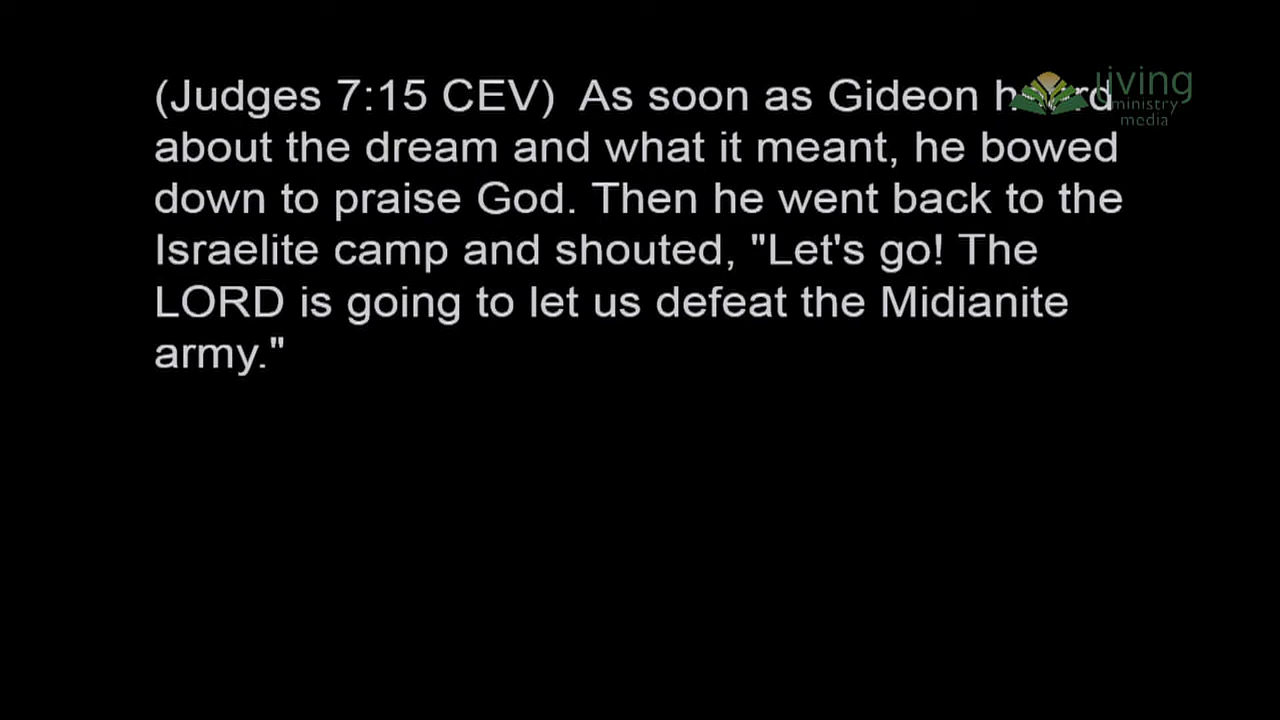 (Judges 7:15 CEV)  As soon as Gideon heard
about the dream and what it meant, he bowed
down to praise God. Then he went back to the
Israelite camp and shouted, "Let's go! The
LORD is going to let us defeat the Midianite
army."
living
ministry
media